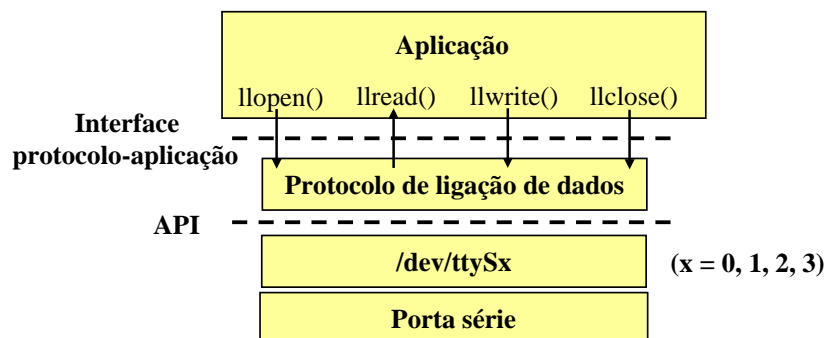 Aplicação
llopen() llread() llwrite() llclose()
Interface
protocolo-aplicação
Protocolo de ligação de dados
API
/dev/ttySx
(x = 0, 1, 2, 3)
Porta série